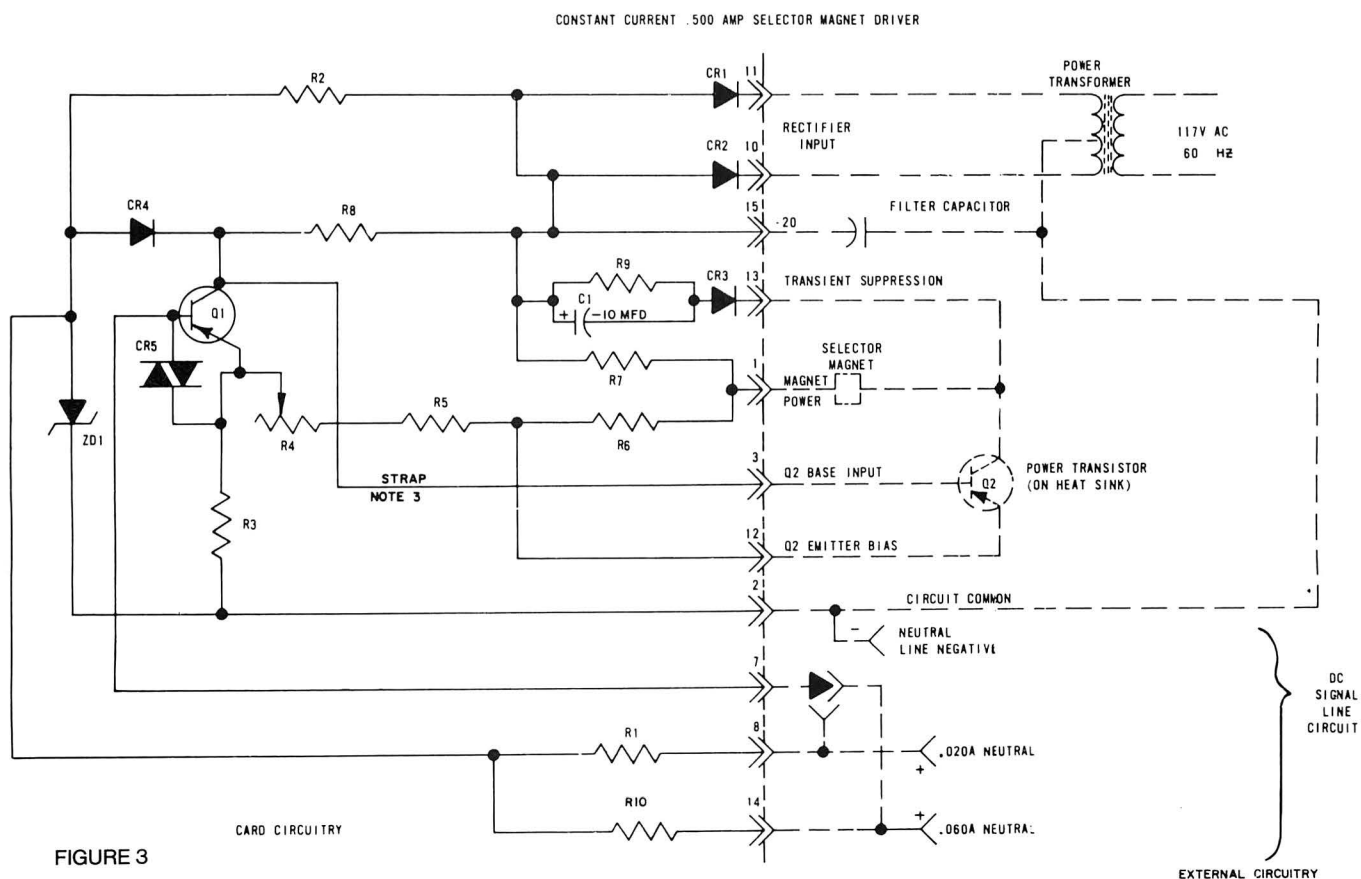 CONSTANT CURRENT .500 AMP SELECTOR MAGNET DRIVER
R2
CR1
11
POWER
TRANSFORMER
RECTIFIER
INPUT
117V AC
60 HZ
CR2
10
CR4
R8
15
-20
FILTER CAPACITOR
R9
CR3
13
TRANSIENT SUPPRESSION
C1
+
-10 MFD
Q1
CR5
R7
1
MAGNET
POWER
SELECTOR
MAGNET
ZD1
R4
R5
R6
3
STRAP
NOTE 3
Q2 BASE INPUT
Q2
POWER TRANSISTOR
(ON HEAT SINK)
R3
12
Q2 EMITTER BIAS
2
CIRCUIT COMMON
-
NEUTRAL
LINE NEGATIVE
7
DC
SIGNAL
LINE
CIRCUIT
R1
8
.020A NEUTRAL
+
R10
14
+
.060A NEUTRAL
CARD CIRCUITRY
FIGURE 3
EXTERNAL CIRCUITRY